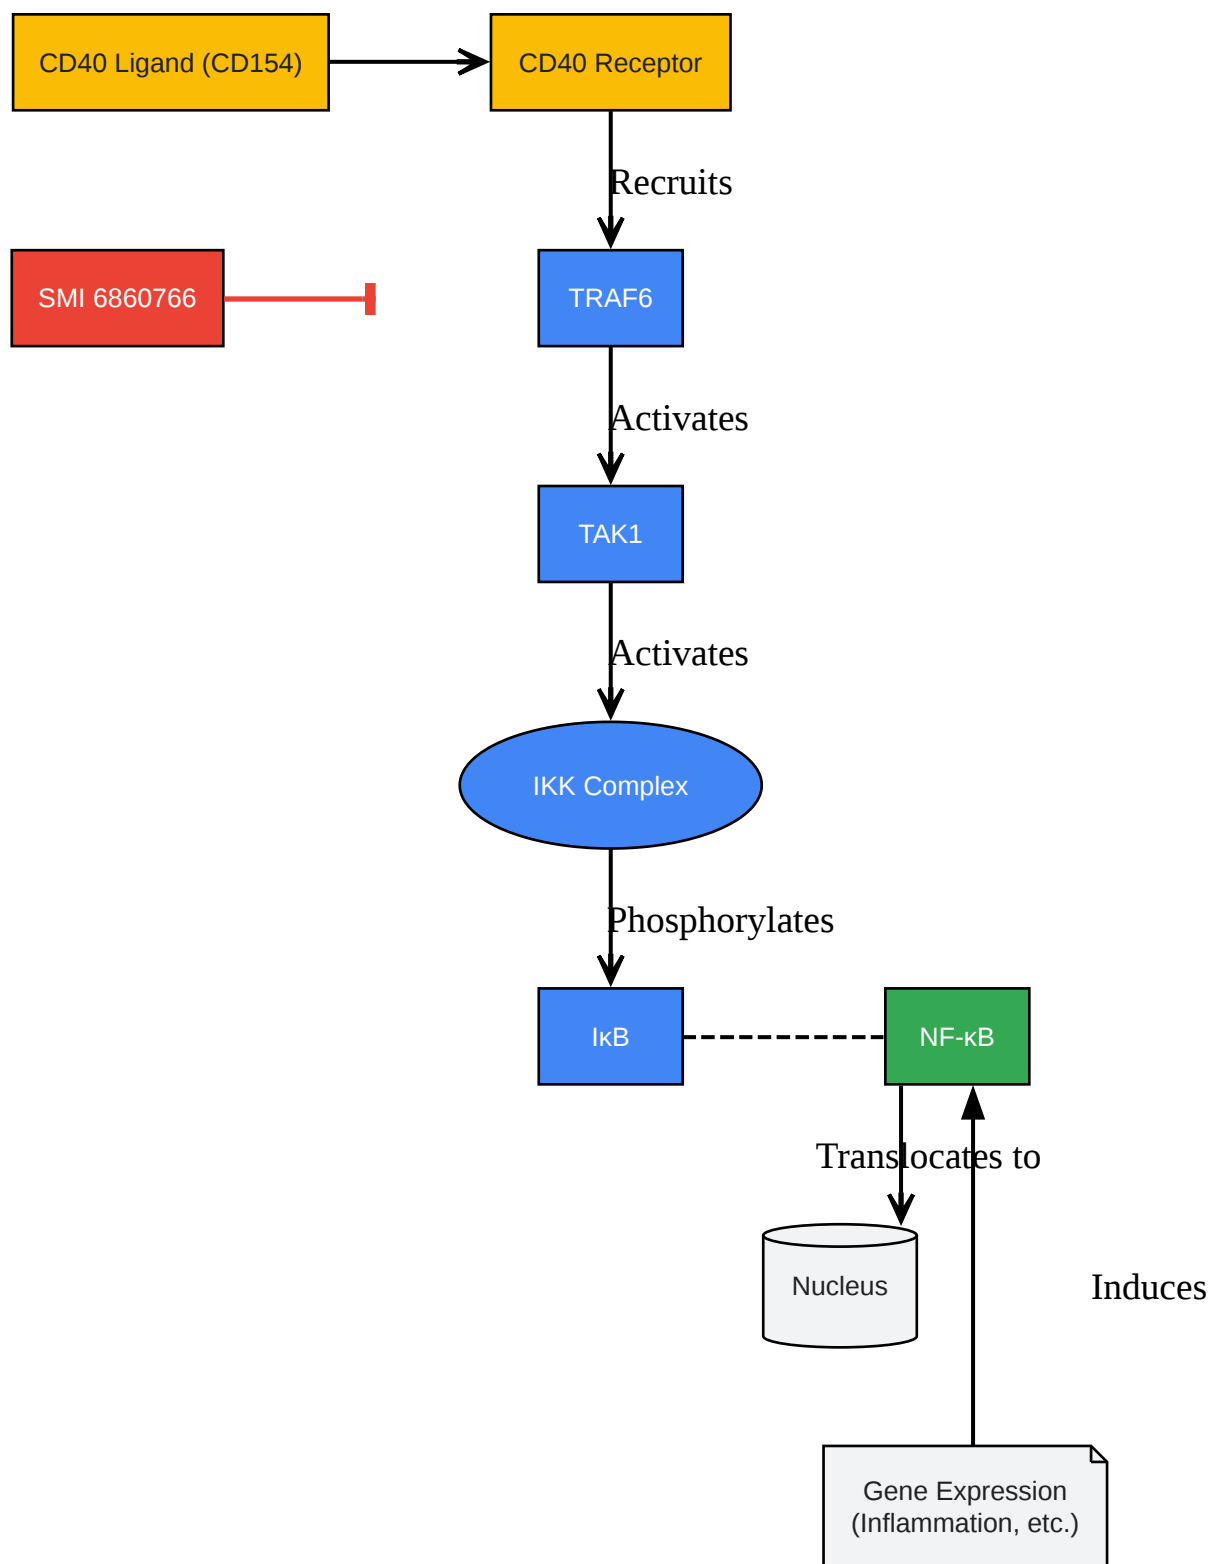 CD40 Ligand (CD154)
CD40 Receptor
Recruits
SMI 6860766
TRAF6
Activates
TAK1
Activates
IKK Complex
Phosphorylates
IκB
NF-κB
Translocates to
Nucleus
Induces
Gene Expression
(Inflammation, etc.)